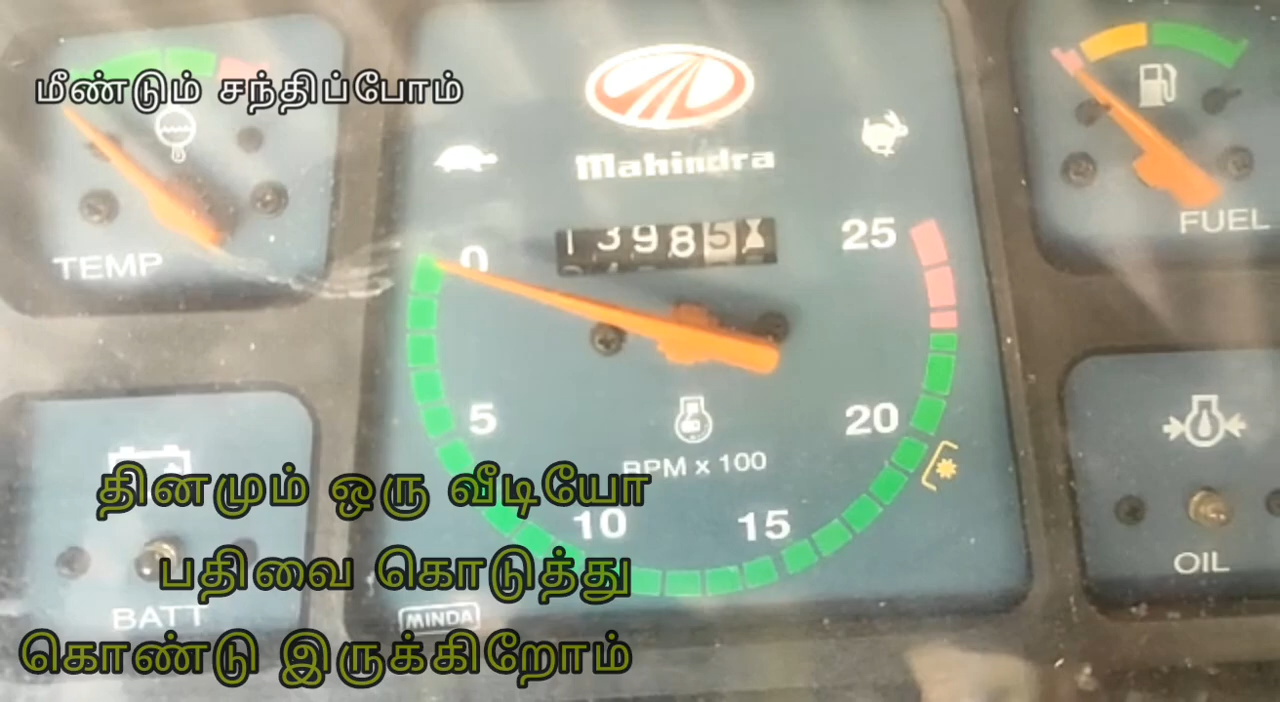 மீண்டும் சந்திப்போம்
Mahindra
13985
TEMP
FUEL
0
25
5
20
RPM x 100
10
15
BATT
OIL
MINDA
தினமும் ஒரு வீடியோ
பதிவை கொடுத்து
கொண்டு இருக்கிறோம்